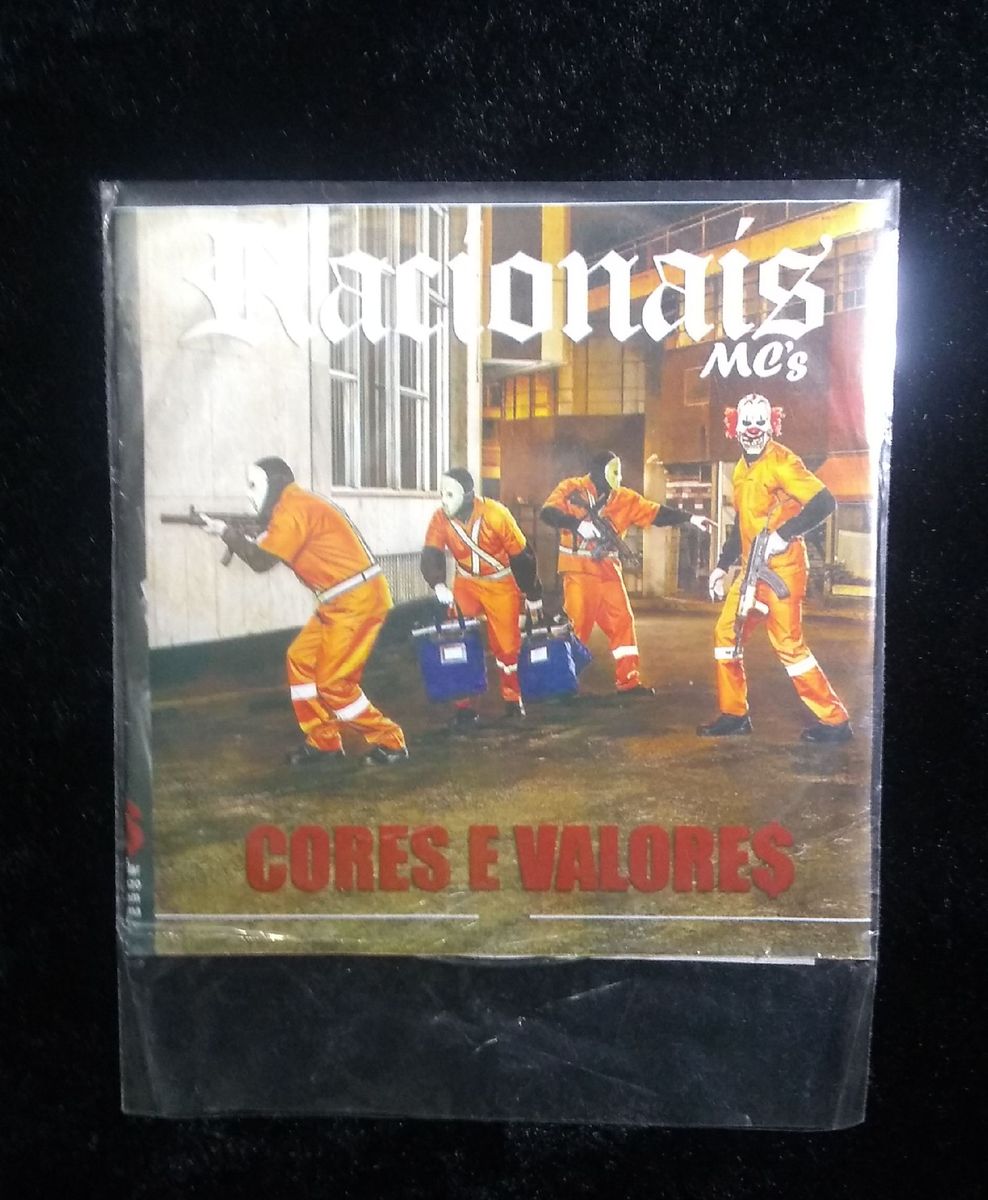 Racionais
MC's
CORES E VALORE$
$